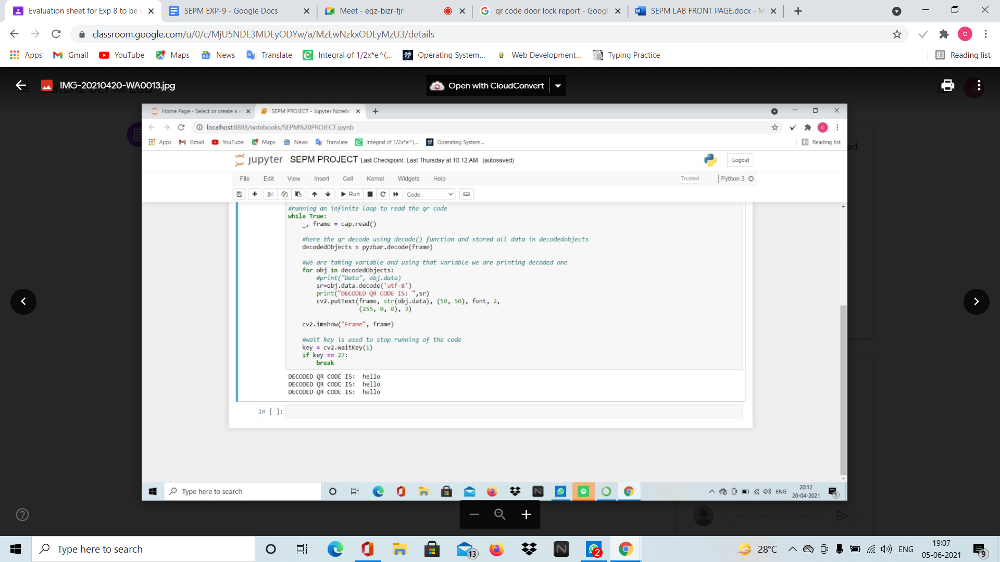 Evaluation sheet for Exp 8 to be
SEPM EXP-9 - Google Docs
Meet - eqz-bizr-fjr
qr code door lock report - Googl
SEPM LAB FRONT PAGE.docx - M
classroom.google.com/u/0/c/MjU5NDE3MDEyODYw/a/MzEwNzkxODEyMzU3/details
Apps Gmail YouTube Maps News Translate Integral of 1/2x*e^(... Operating System... Web Development... Typing Practice Reading list
IMG-20210420-WA0013.jpg
Open with CloudConvert
Home Page - Select or create a n
SEPM PROJECT - Jupyter Notebo
localhost:8888/notebooks/SEPM%20PROJECT.ipynb
Apps Gmail YouTube Maps News Translate Integral of 1/2x*e^(... Operating System... Reading list
jupyter SEPM PROJECT Last Checkpoint: Last Thursday at 10:12 AM (autosaved)
Logout
File Edit View Insert Cell Kernel Widgets Help Trusted Python 3
Run Code
#running an infinite loop to read the qr code
while True:
_, frame = cap.read()
#here the qr decode using decode() function and stored all data in decodedobjects
decodedObjects = pyzbar.decode(frame)
#We are taking variable and using that variable we are printing decoded one
for obj in decodedObjects:
#print("Data", obj.data)
sr=obj.data.decode('utf-8')
print("DECODED QR CODE IS: ",sr)
cv2.putText(frame, str(obj.data), (50, 50), font, 2,
(255, 0, 0), 3)
cv2.imshow("Frame", frame)
#wait key is used to stop running of the code
key = cv2.waitKey(1)
if key == 27:
break
DECODED QR CODE IS:  hello
DECODED QR CODE IS:  hello
DECODED QR CODE IS:  hello
In [ ]:
Type here to search
ENG
20:12
20-04-2021
1
Add private comment...
Type here to search
13
2
28°C
ENG
19:07
05-06-2021
9